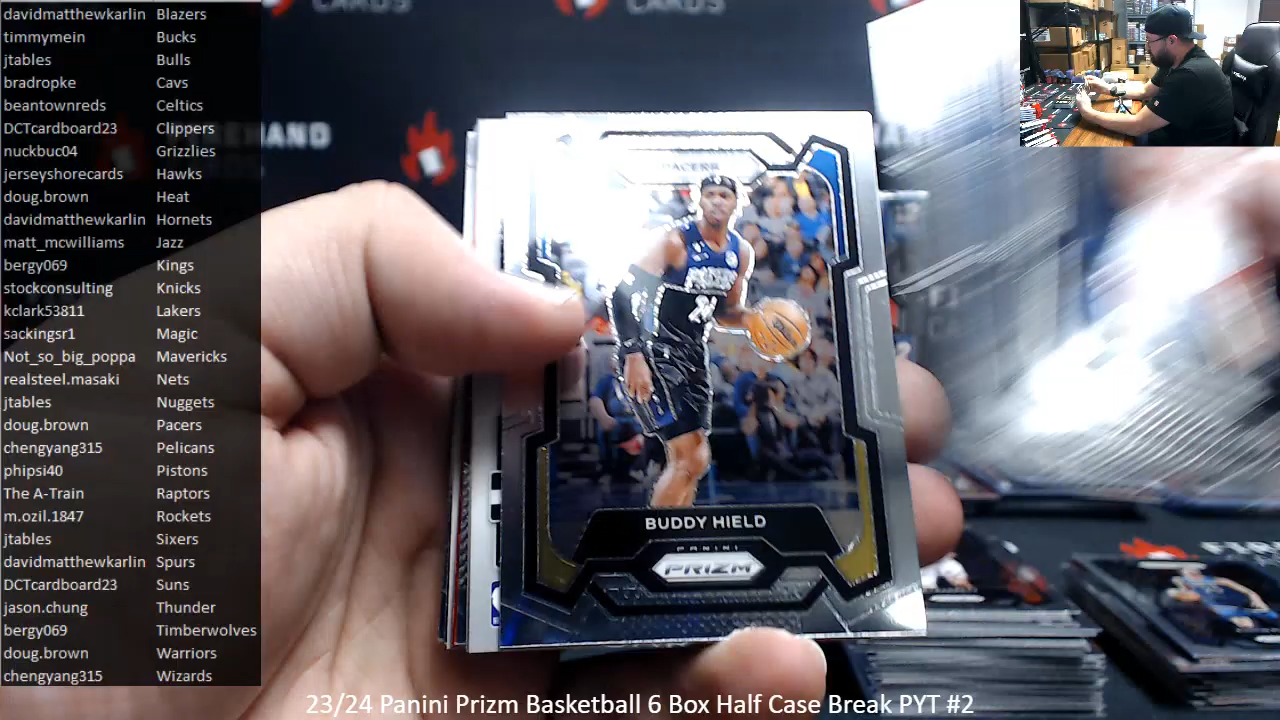 davidmatthewkarlin Blazers
timmymein Bucks
jtables Bulls
bradropke Cavs
beantownreds Celtics
DCTcardboard23 Clippers
nuckbuc04 Grizzlies
jerseyshorecards Hawks
doug.brown Heat
davidmatthewkarlin Hornets
matt_mcwilliams Jazz
bergy069 Kings
stockconsulting Knicks
kclark53811 Lakers
sackingsr1 Magic
Not_so_big_poppa Mavericks
realsteel.masaki Nets
jtables Nuggets
doug.brown Pacers
chengyang315 Pelicans
phipsi40 Pistons
The A-Train Raptors
m.ozil.1847 Rockets
jtables Sixers
davidmatthewkarlin Spurs
DCTcardboard23 Suns
jason.chung Thunder
bergy069 Timberwolves
doug.brown Warriors
chengyang315 Wizards
CARDS
CARDS
PACERS
24
BUDDY HIELD
PANINI
PRIZM
23/24 Panini Prizm Basketball 6 Box Half Case Break PYT #2